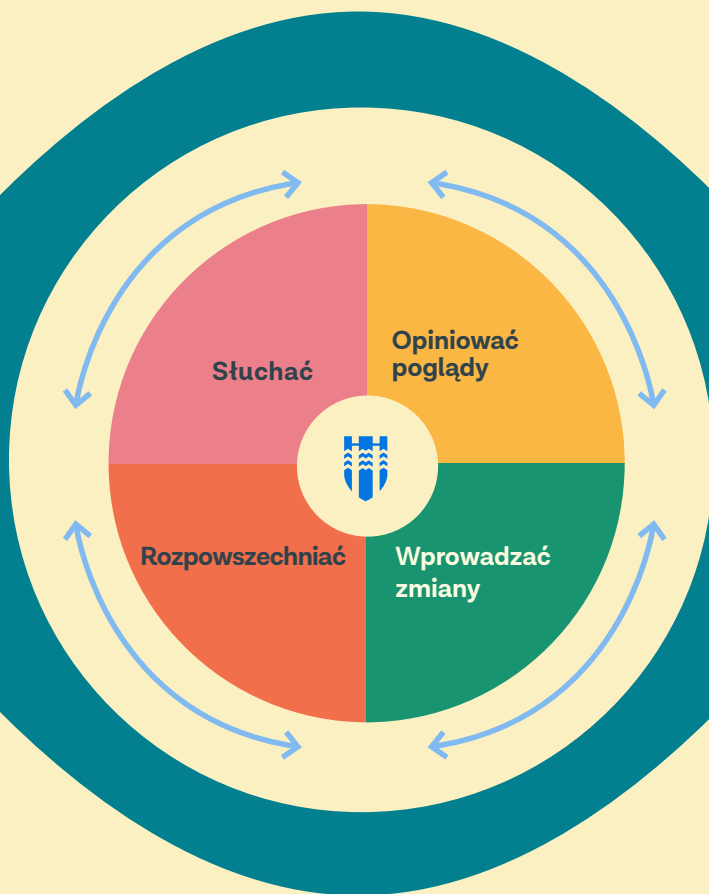 Słuchać
Opiniować
poglądy
Rozpowszechniać
Wprowadzać
zmiany